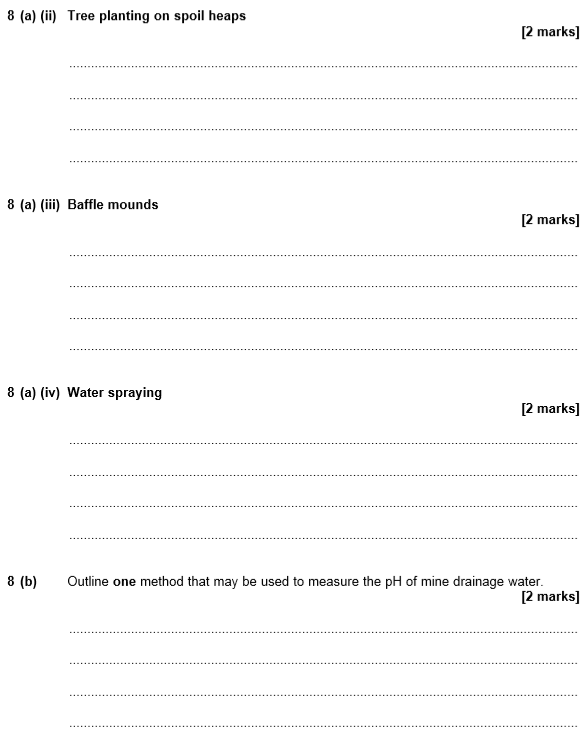 8 (a) (ii) Tree planting on spoil heaps
[2 marks]
8 (a) (iii) Baffle mounds
[2 marks]
8 (a) (iv) Water spraying
[2 marks]
8 (b) Outline one method that may be used to measure the pH of mine drainage water.
[2 marks]